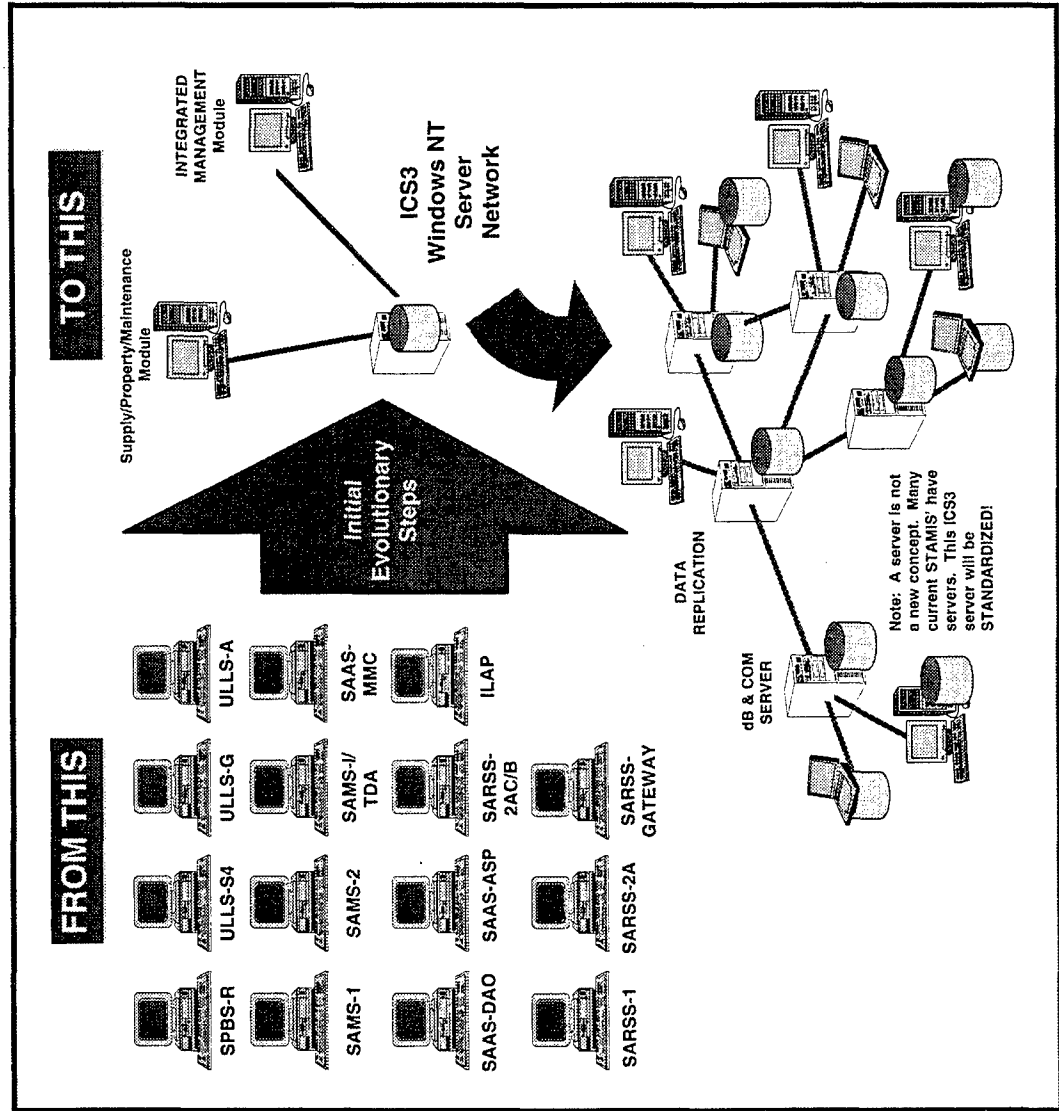 FROM THIS
SPBS-R
ULLS-S4
ULLS-G
ULLS-A
SAMS-1
SAMS-2
SAMS-I/
TDA
SAAS-
MMC
SAAS-DAO
SAAS-ASP
SARSS-
2AC/B
ILAP
SARSS-1
SARSS-2A
SARSS-
GATEWAY
Initial
Evolutionary
Steps
TO THIS
Supply/Property/Maintenance
Module
INTEGRATED
MANAGEMENT
Module
ICS3
Windows NT
Server
Network
DATA
REPLICATION
dB & COM
SERVER
Note: A server is not
a new concept. Many
current STAMIS' have
servers. This ICS3
server will be
STANDARDIZED!